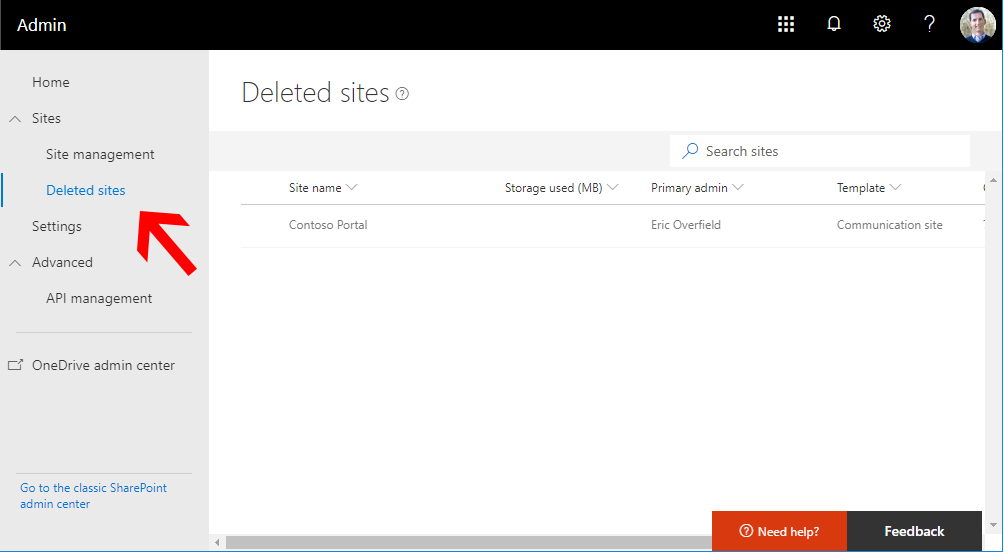 Admin
Home
Sites
Site management
Deleted sites
Settings
Advanced
API management
OneDrive admin center
Go to the classic SharePoint
admin center
Deleted sites
Search sites
Site name Storage used (MB) Primary admin Template
Contoso Portal Eric Overfield Communication site
Need help? Feedback